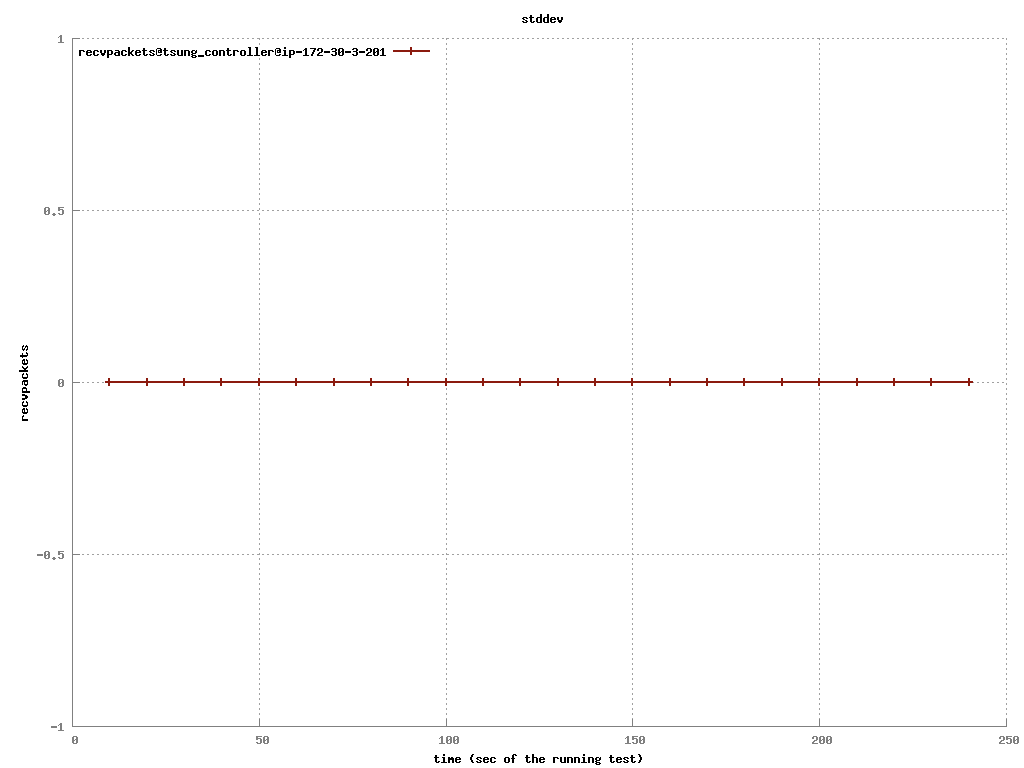 stddev
1
recvpackets@tsung_controller@ip-172-30-3-201
0.5
recvpackets
0
-0.5
-1
0 50 100 150 200 250
time (sec of the running test)